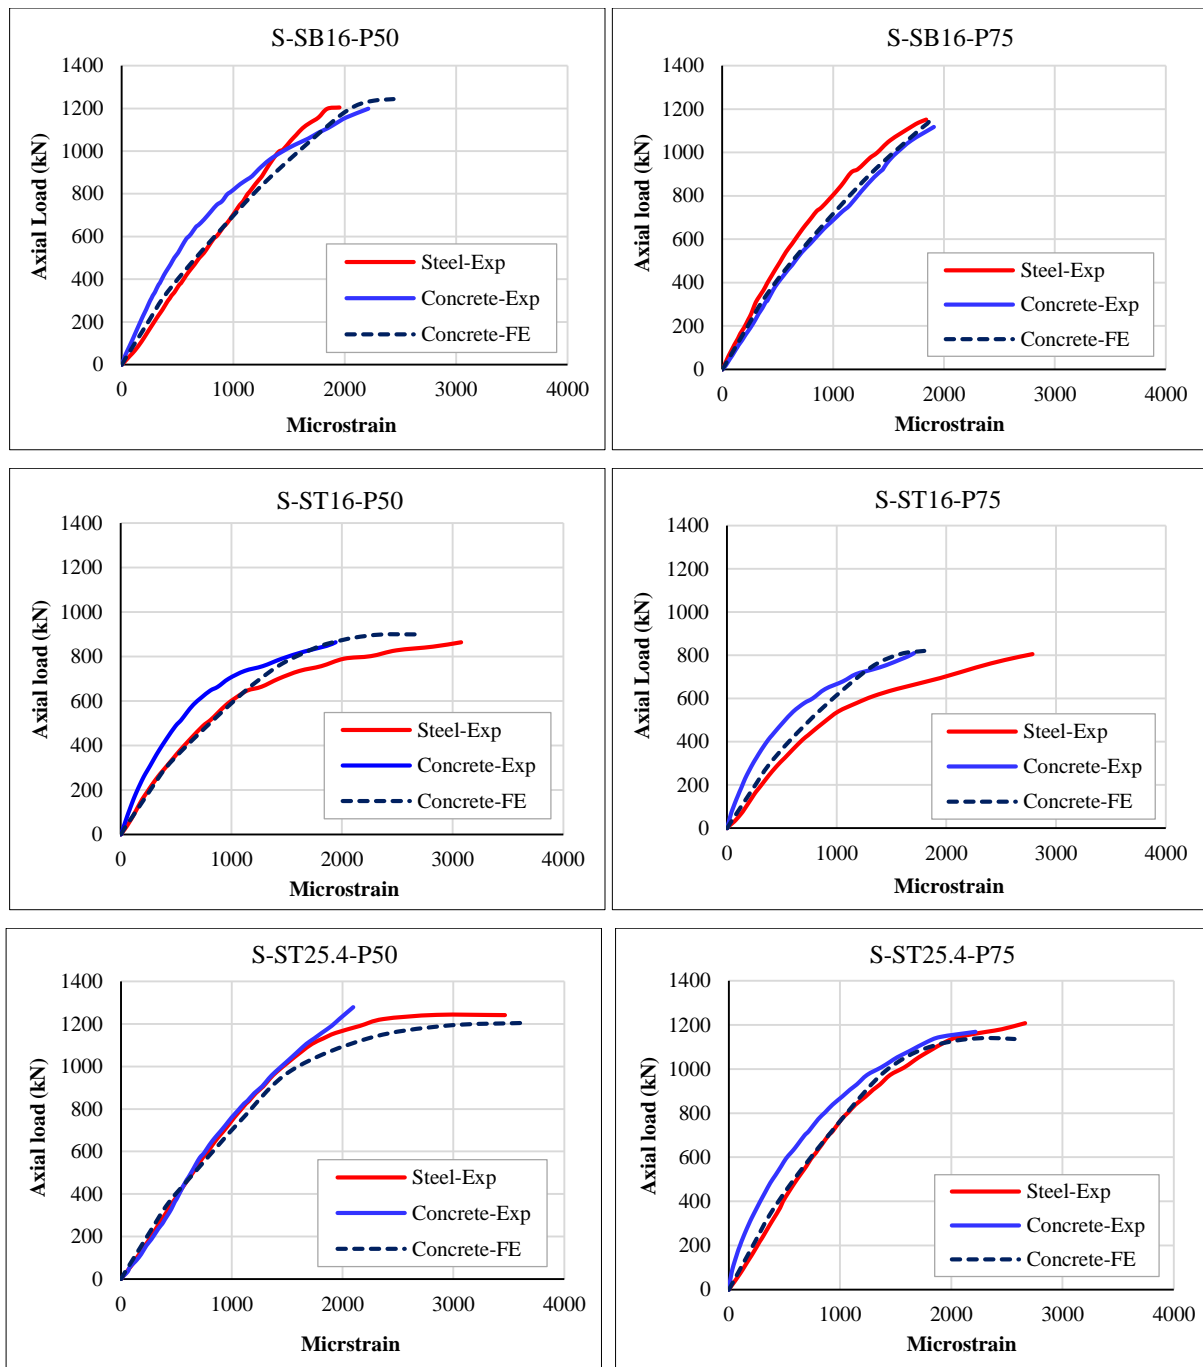 S-SB16-P50
1400
1200
1000
800
600
400
200
0
Axial Load (kN)
Steel-Exp
Concrete-Exp
Concrete-FE
0 1000 2000 3000 4000
Microstrain
S-SB16-P75
1400
1200
1000
800
600
400
200
0
Axial load (kN)
Steel-Exp
Concrete-Exp
Concrete-FE
0 1000 2000 3000 4000
Microstrain
S-ST16-P50
1400
1200
1000
800
600
400
200
0
Axial load (kN)
Steel-Exp
Concrete-Exp
Concrete-FE
0 1000 2000 3000 4000
Microstrain
S-ST16-P75
1400
1200
1000
800
600
400
200
0
Axial Load (kN)
Steel-Exp
Concrete-Exp
Concrete-FE
0 1000 2000 3000 4000
Microstrain
S-ST25.4-P50
1400
1200
1000
800
600
400
200
0
Axial load (kN)
Steel-Exp
Concrete-Exp
Concrete-FE
0 1000 2000 3000 4000
Micrstrain
S-ST25.4-P75
1400
1200
1000
800
600
400
200
0
Axial load (kN)
Steel-Exp
Concrete-Exp
Concrete-FE
0 1000 2000 3000 4000
Microstrain